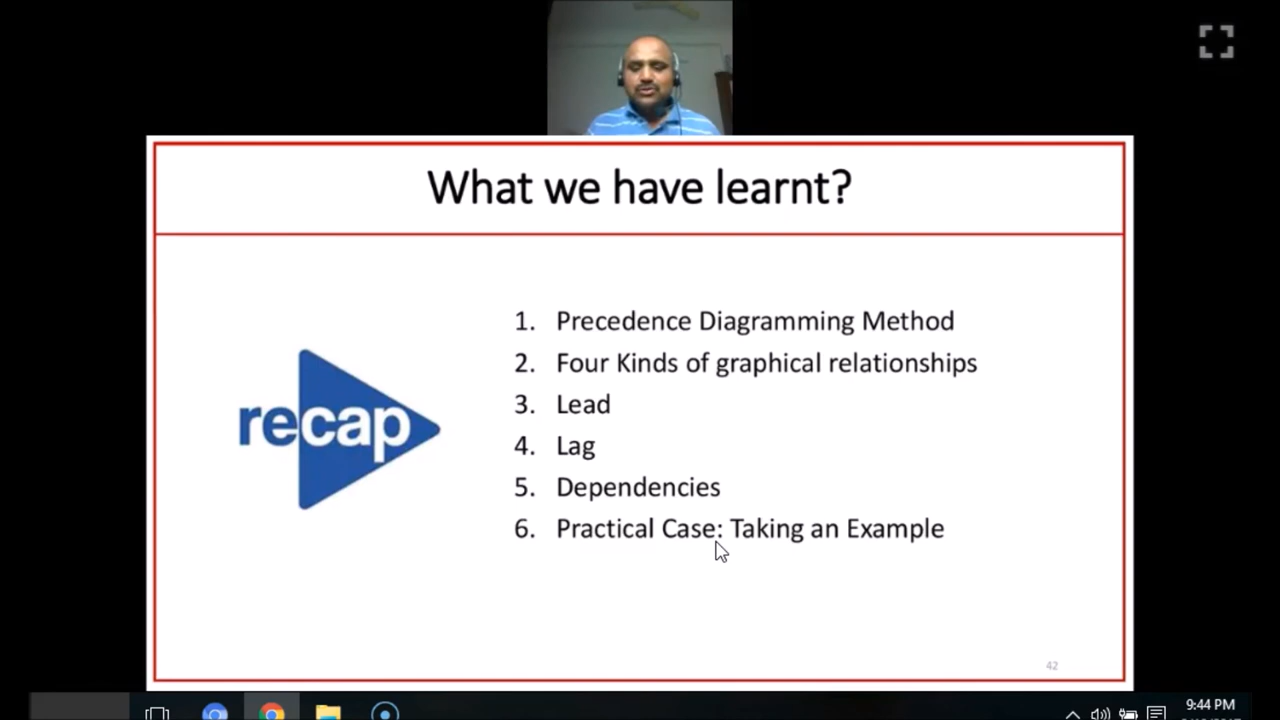 What we have learnt?
recap
1. Precedence Diagramming Method
2. Four Kinds of graphical relationships
3. Lead
4. Lag
5. Dependencies
6. Practical Case: Taking an Example
42
9:44 PM